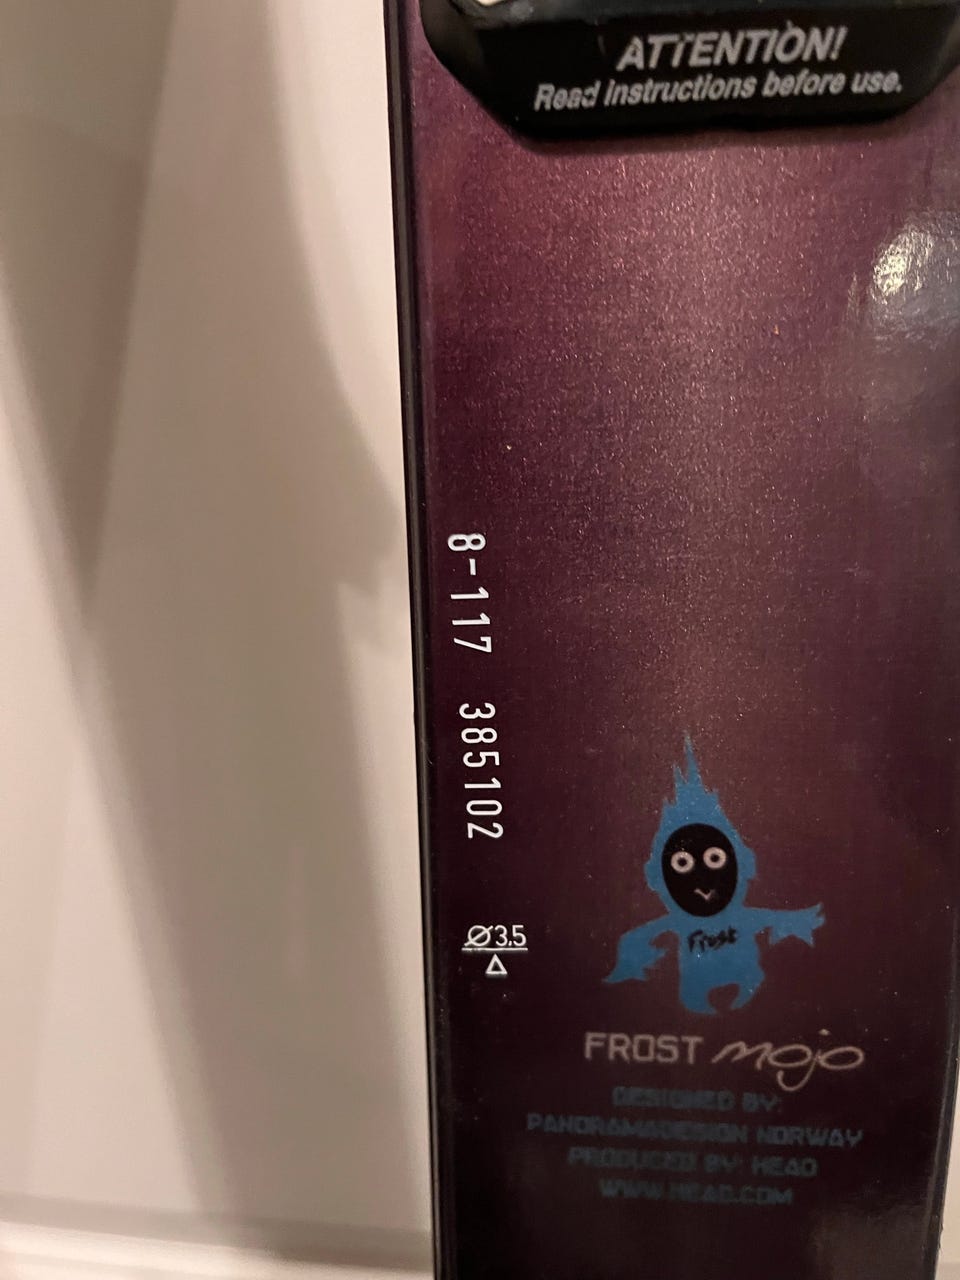 ATTENTION!
Read instructions before use.
8-117 385102
Ø3.5
Frost
FROST mojo
DESIGNED BY:
PANORAMADESIGN NORWAY
PRODUCED BY: HEAD
WWW.HEAD.COM